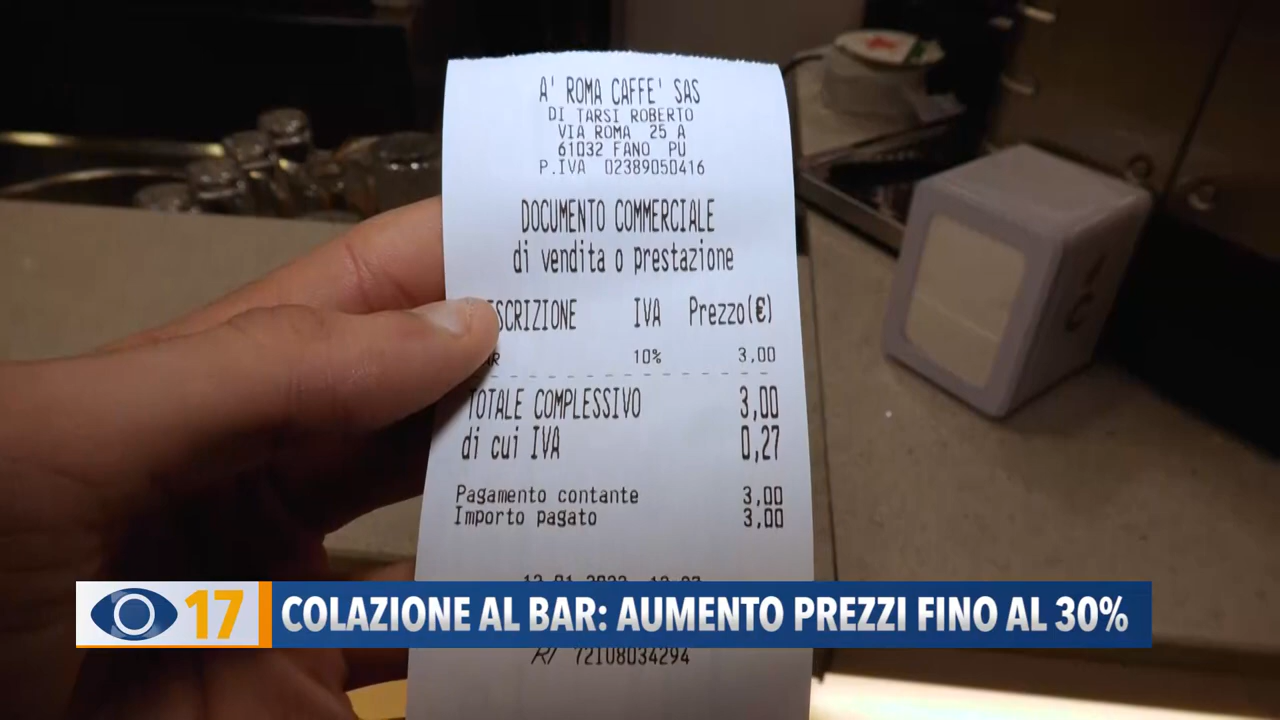 A' ROMA CAFFE' SAS
DI TARSI ROBERTO
VIA ROMA 25 A
61032 FANO PU
P.IVA 02389050416
DOCUMENTO COMMERCIALE
di vendita o prestazione
SCRIZIONE IVA Prezzo(€)
10% 3,00
TOTALE COMPLESSIVO 3,00
di cui IVA 0,27
Pagamento contante 3,00
Importo pagato 3,00
17 COLAZIONE AL BAR: AUMENTO PREZZI FINO AL 30%
RT 72108034294